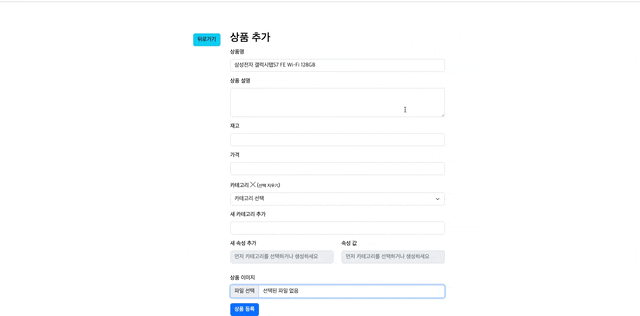 뒤로가기
상품 추가
상품명
삼성전자 갤럭시탭S7 FE Wi-Fi 128GB
상품 설명
재고
가격
카테고리 ╳ (선택 지우기)
카테고리 선택
새 카테고리 추가
새 속성 추가 속성 값
먼저 카테고리를 선택하거나 생성하세요 먼저 카테고리를 선택하거나 생성하세요
상품 이미지
파일 선택 선택된 파일 없음
상품 등록